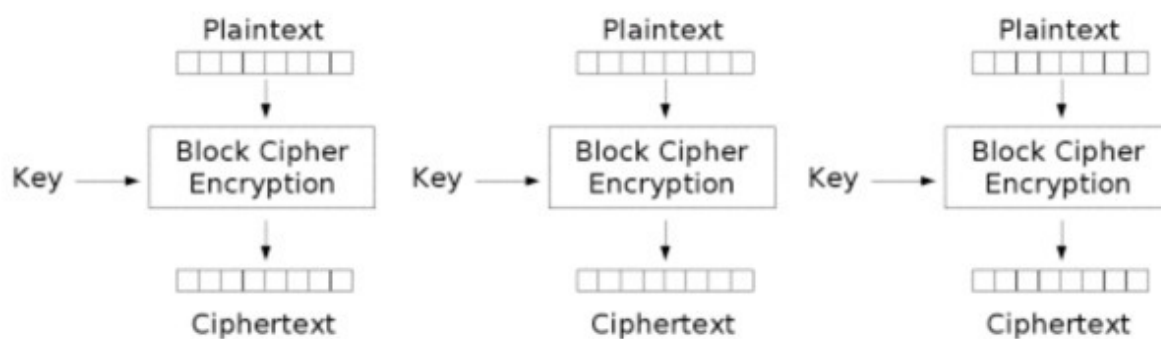 Plaintext Plaintext Plaintext
Key Block Cipher Encryption Key Block Cipher Encryption Key Block Cipher Encryption
Ciphertext Ciphertext Ciphertext